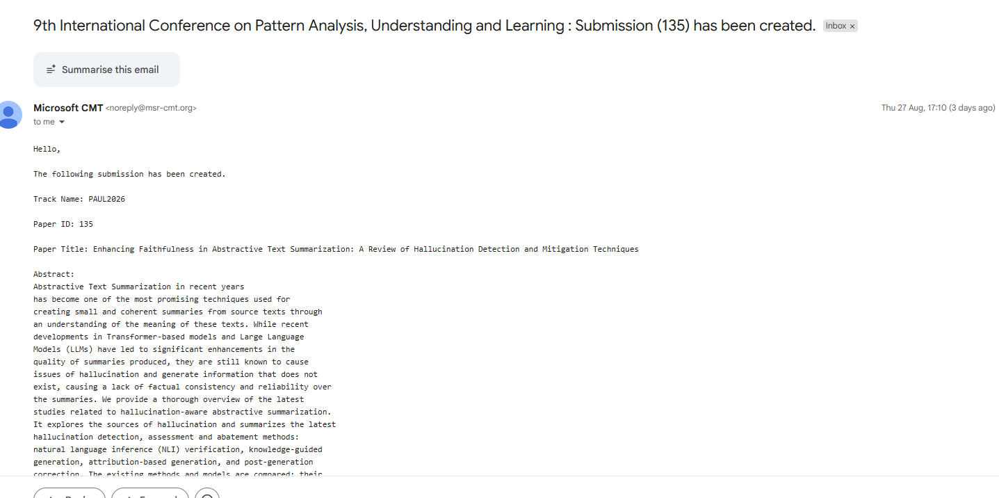 9th International Conference on Pattern Analysis, Understanding and Learning : Submission (135) has been created. Inbox ×
Summarise this email
Microsoft CMT <noreply@msr-cmt.org>
Thu 27 Aug, 17:10 (3 days ago)
to me
Hello,
The following submission has been created.
Track Name: PAUL2026
Paper ID: 135
Paper Title: Enhancing Faithfulness in Abstractive Text Summarization: A Review of Hallucination Detection and Mitigation Techniques
Abstract:
Abstractive Text Summarization in recent years
has become one of the most promising techniques used for
creating small and coherent summaries from source texts through
an understanding of the meaning of these texts. While recent
developments in Transformer-based models and Large Language
Models (LLMs) have led to significant enhancements in the
quality of summaries produced, they are still known to cause
issues of hallucination and generate information that does not
exist, causing a lack of factual consistency and reliability over
the summaries. We provide a thorough overview of the latest
studies related to hallucination-aware abstractive summarization.
It explores the sources of hallucination and summarizes the latest
hallucination detection, assessment and abatement methods:
natural language inference (NLI) verification, knowledge-guided
generation, attribution-based generation, and post-generation
correction. The existing methods and models are compared; their